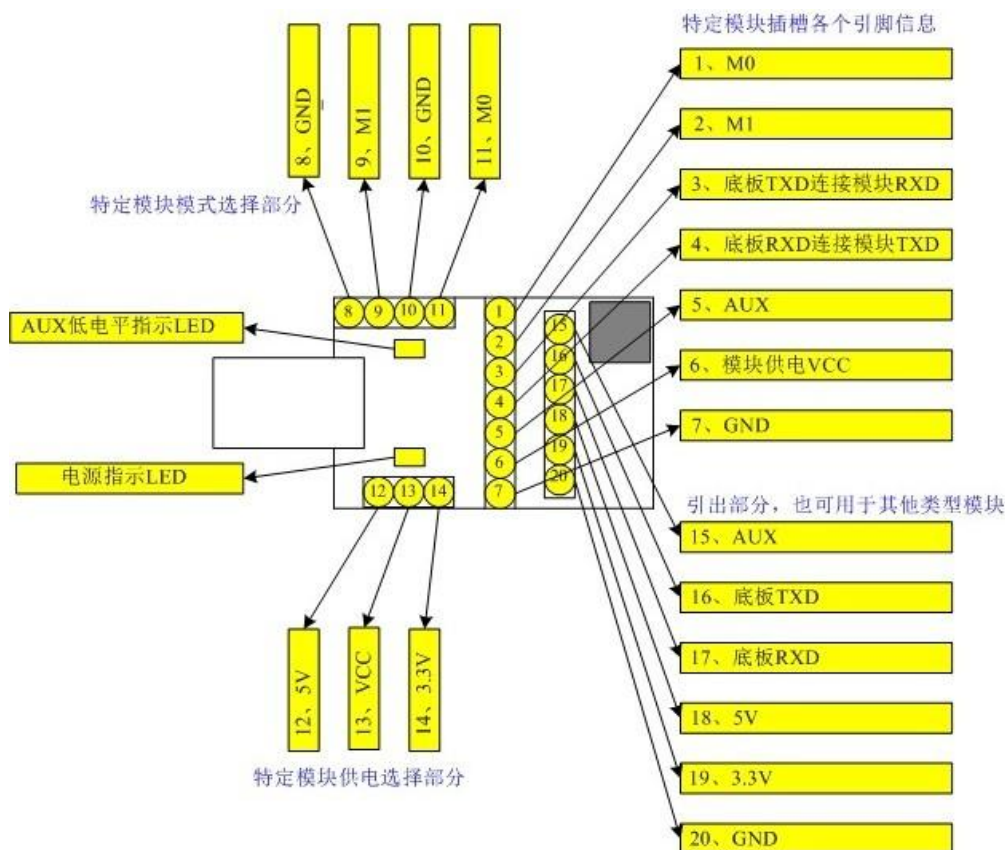 特定模块插槽各个引脚信息
8、GND
9、M1
10、GND
11、M0
1、M0
2、M1
3、底板TXD连接模块RXD
4、底板RXD连接模块TXD
5、AUX
6、模块供电VCC
7、GND
特定模块模式选择部分
AUX低电平指示LED
电源指示LED
8 9 10 11
1
2
3
4
5
6
7
15
16
17
18
19
20
12 13 14
引出部分，也可用于其他类型模块
15、AUX
16、底板TXD
17、底板RXD
18、5V
19、3.3V
20、GND
12、5V
13、VCC
14、3.3V
特定模块供电选择部分